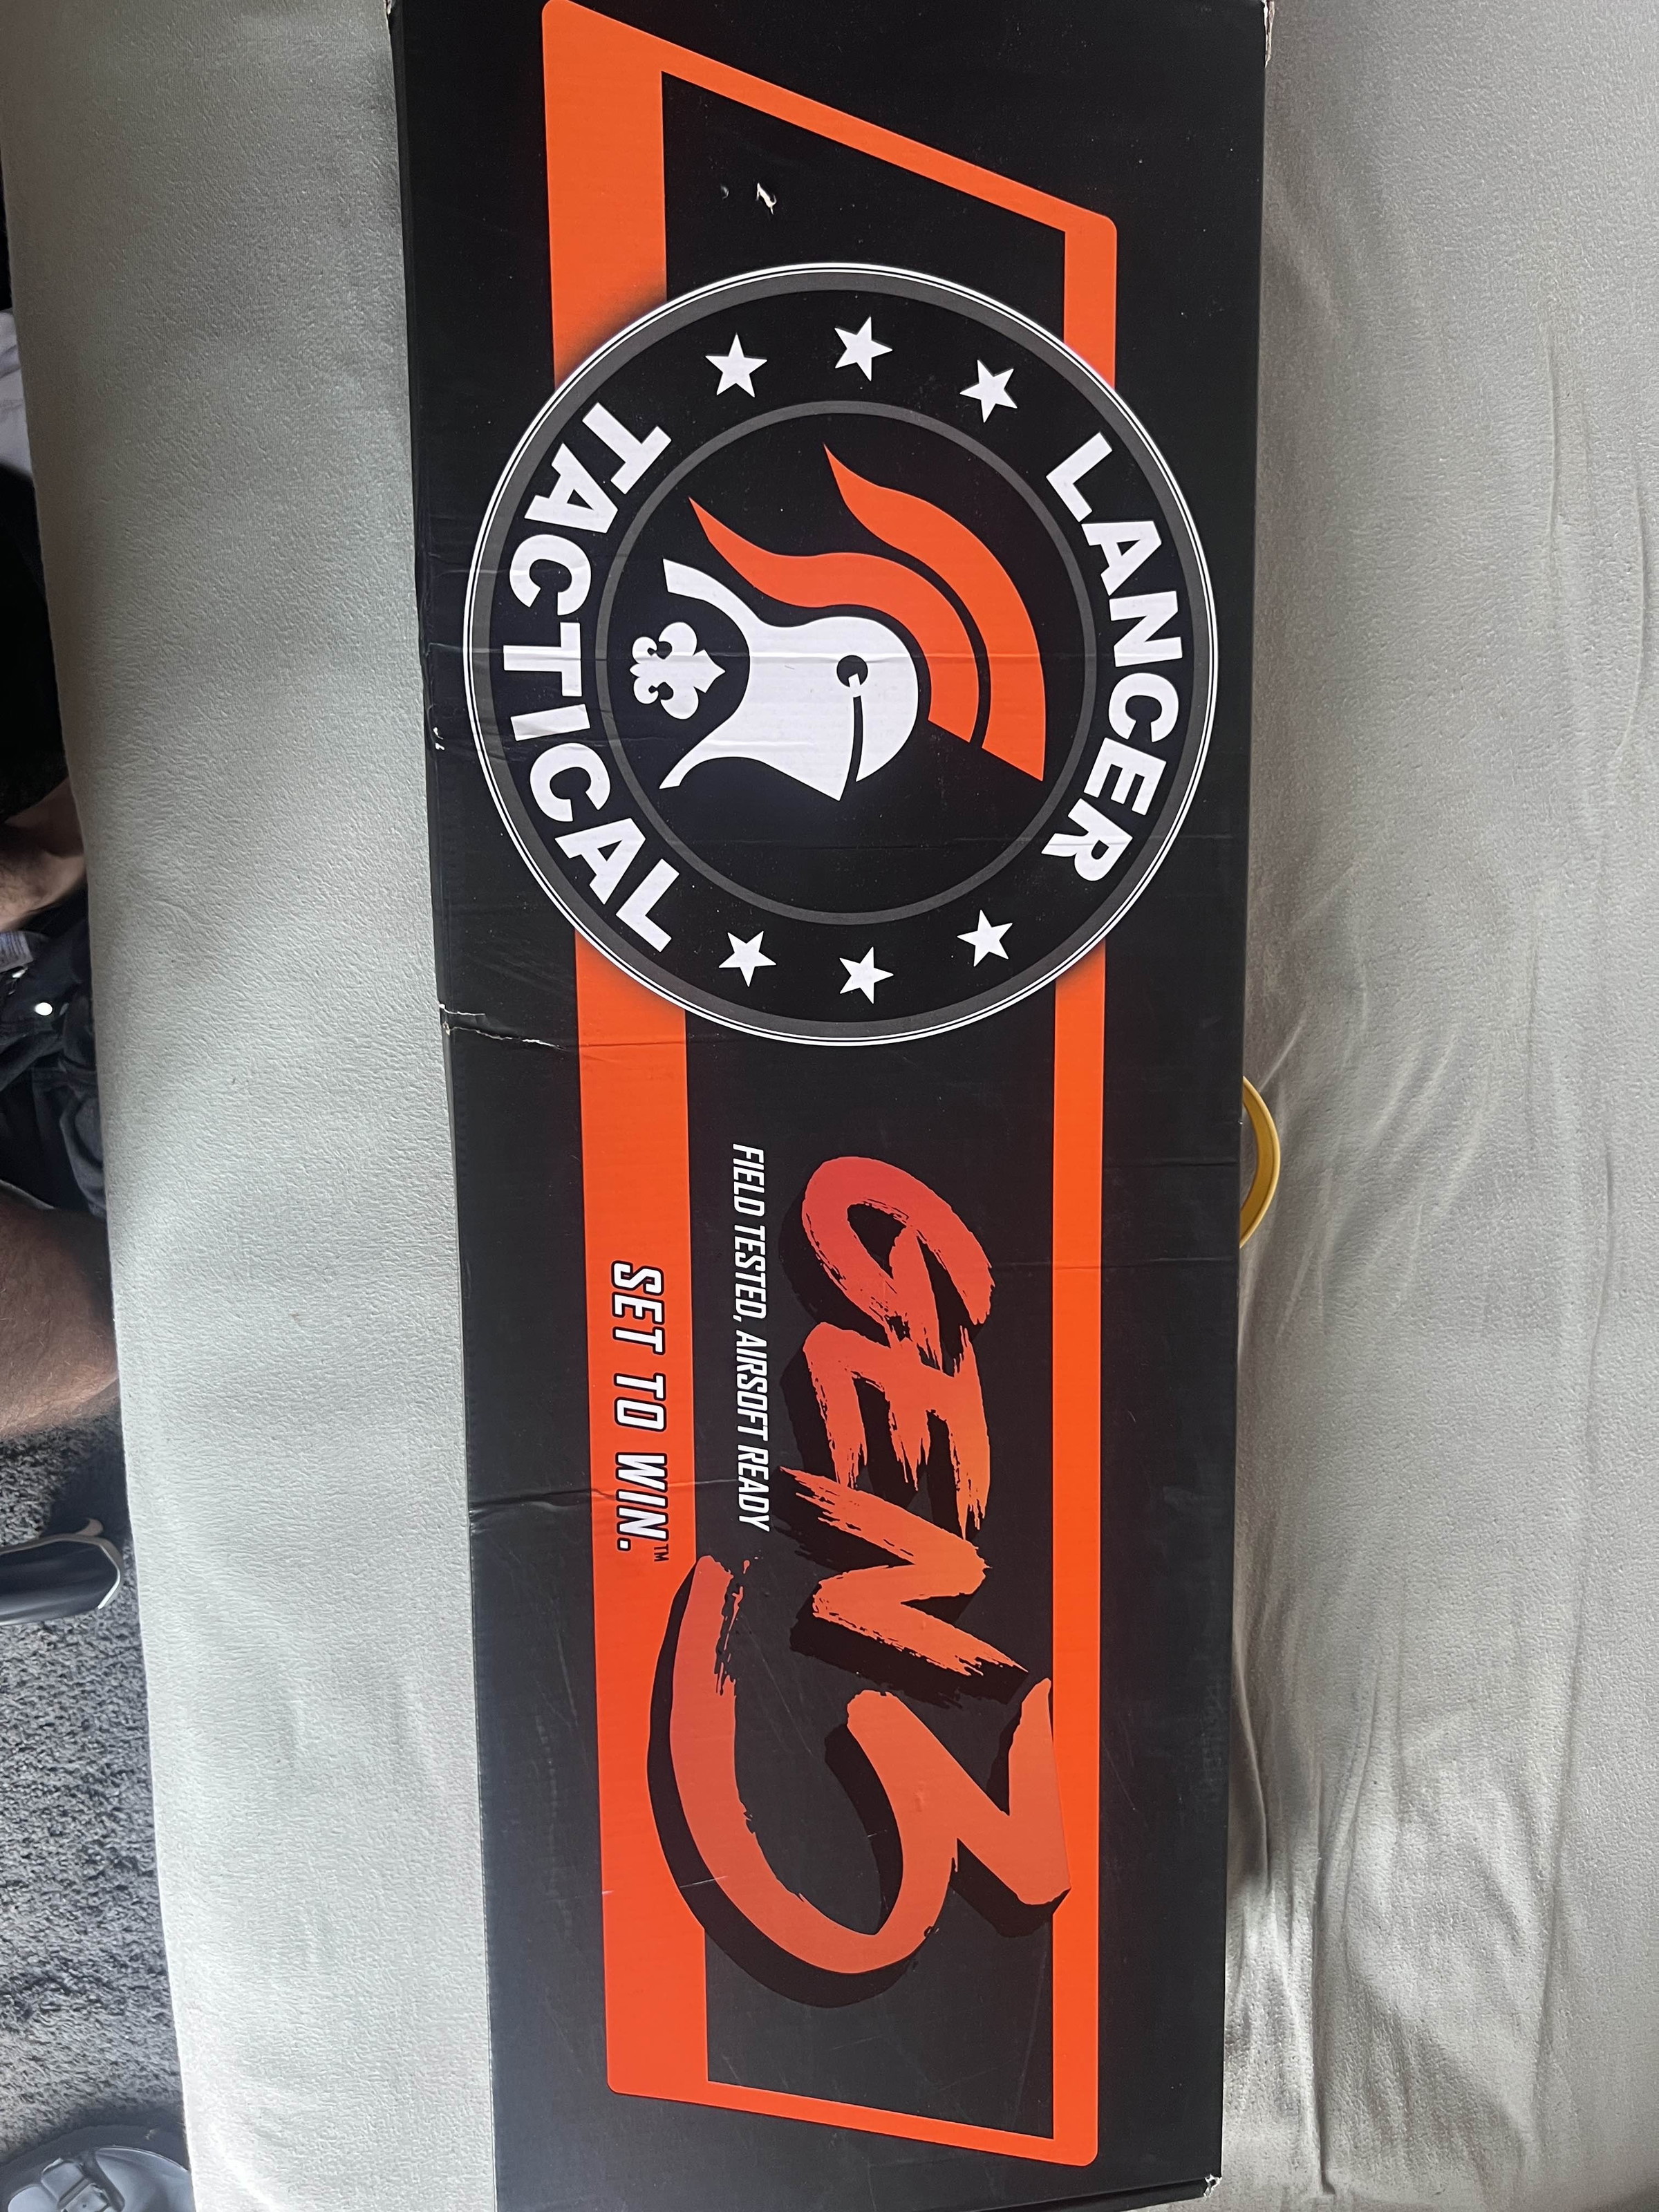 LANCER
TACTICAL
GEN3
FIELD TESTED, AIRSOFT READY
SET TO WIN.™